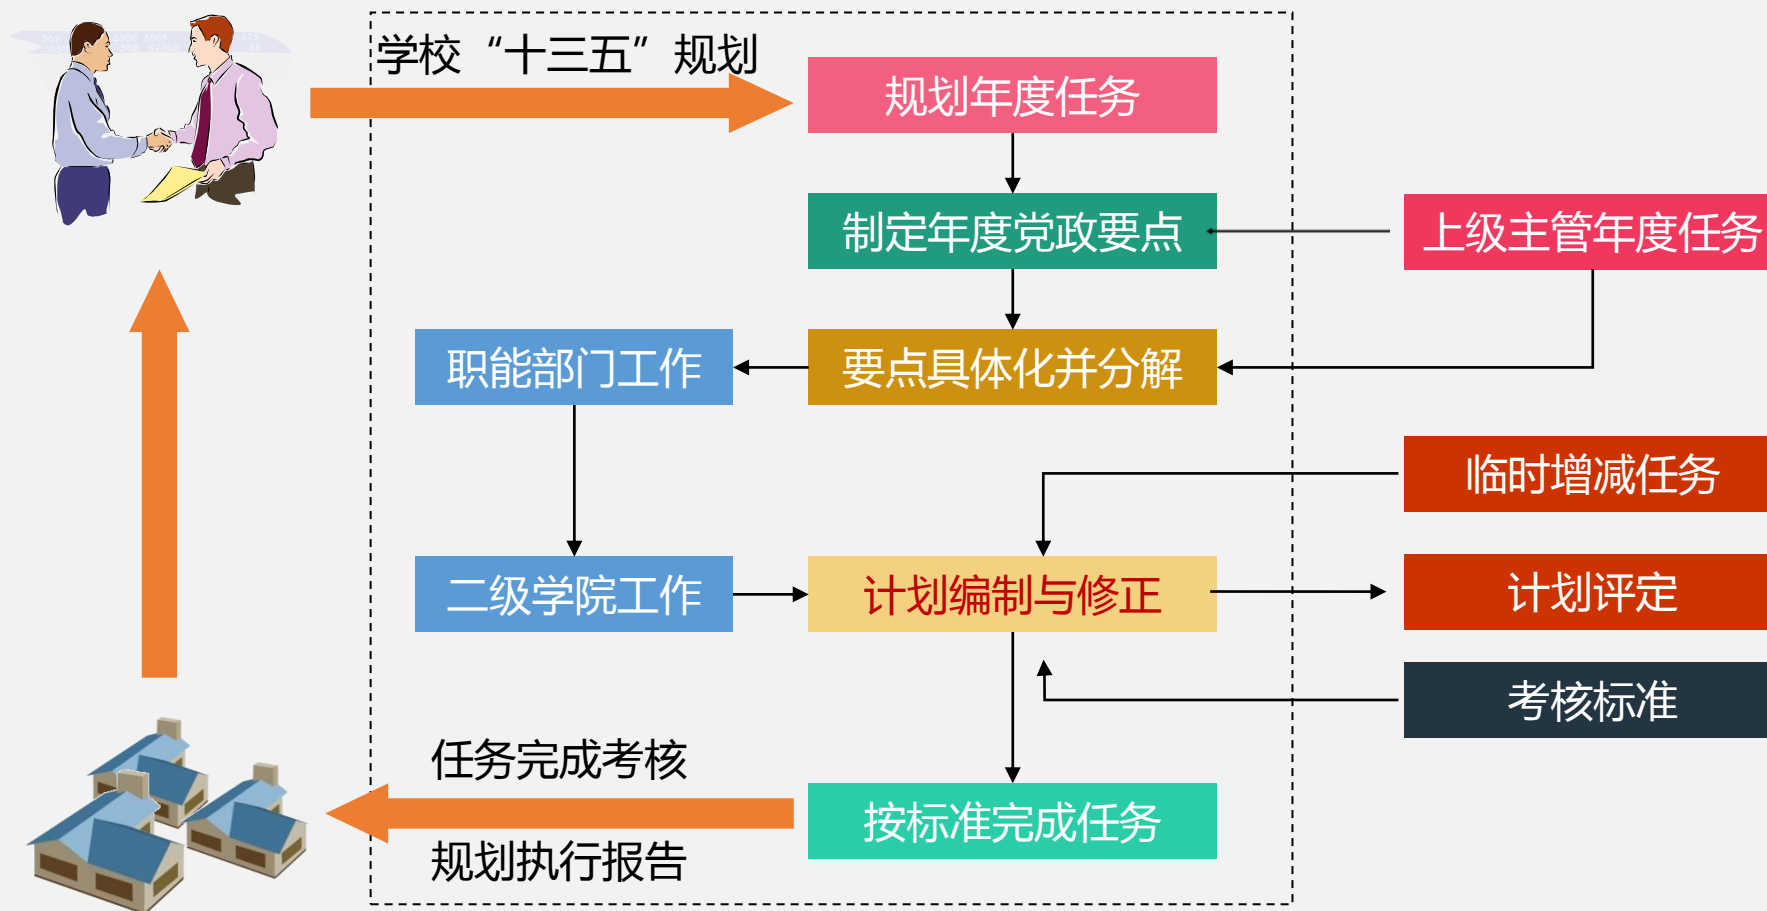 学校“十三五”规划
规划年度任务
制定年度党政要点
上级主管年度任务
职能部门工作
要点具体化并分解
临时增减任务
二级学院工作
计划编制与修正
计划评定
考核标准
任务完成考核
按标准完成任务
规划执行报告